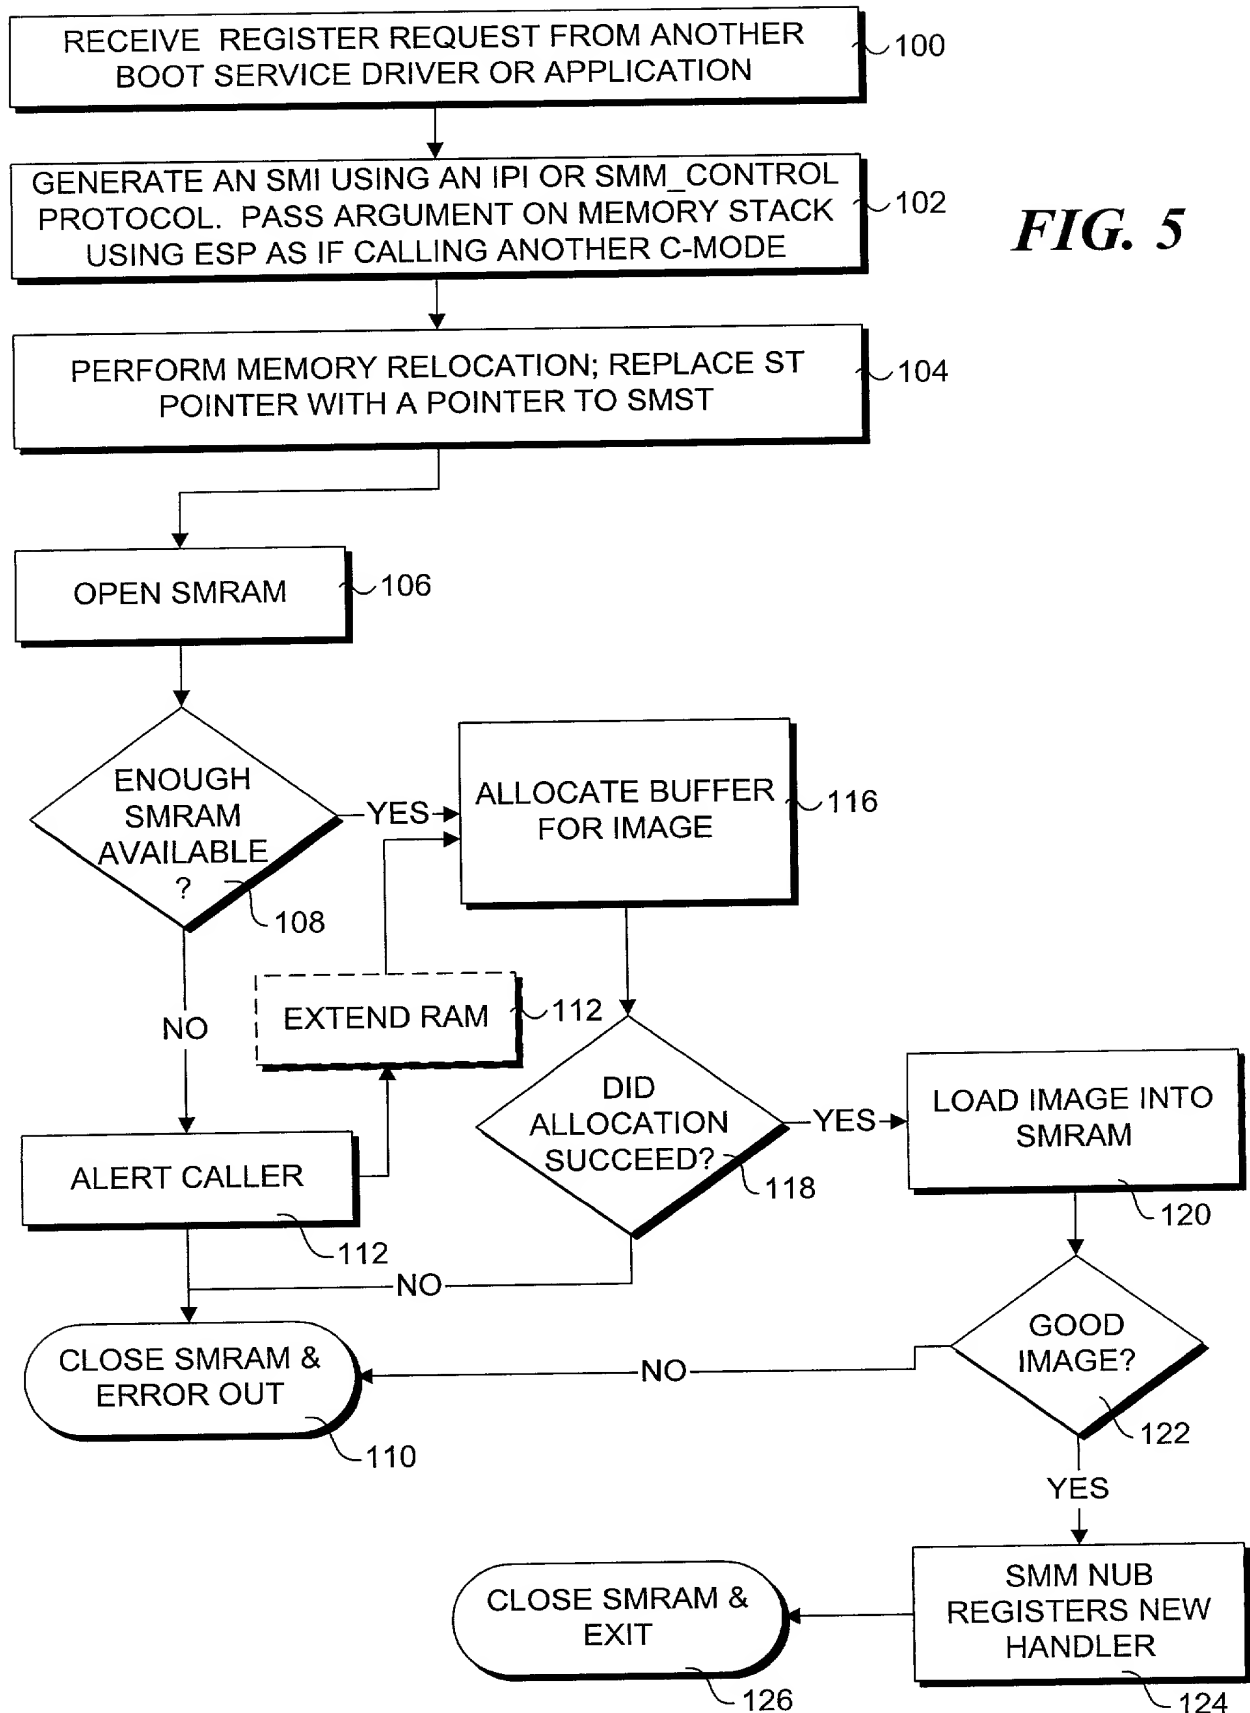 RECEIVE REGISTER REQUEST FROM ANOTHER
BOOT SERVICE DRIVER OR APPLICATION
100
GENERATE AN SMI USING AN IPI OR SMM_CONTROL
PROTOCOL. PASS ARGUMENT ON MEMORY STACK
USING ESP AS IF CALLING ANOTHER C-MODE
102
FIG. 5
PERFORM MEMORY RELOCATION; REPLACE ST
POINTER WITH A POINTER TO SMST
104
OPEN SMRAM
106
ENOUGH
SMRAM
AVAILABLE
?
108
YES
ALLOCATE BUFFER
FOR IMAGE
116
NO
EXTEND RAM
112
DID
ALLOCATION
SUCCEED?
118
YES
LOAD IMAGE INTO
SMRAM
120
ALERT CALLER
112
NO
GOOD
IMAGE?
122
NO
CLOSE SMRAM &
ERROR OUT
110
YES
SMM NUB
REGISTERS NEW
HANDLER
124
CLOSE SMRAM &
EXIT
126